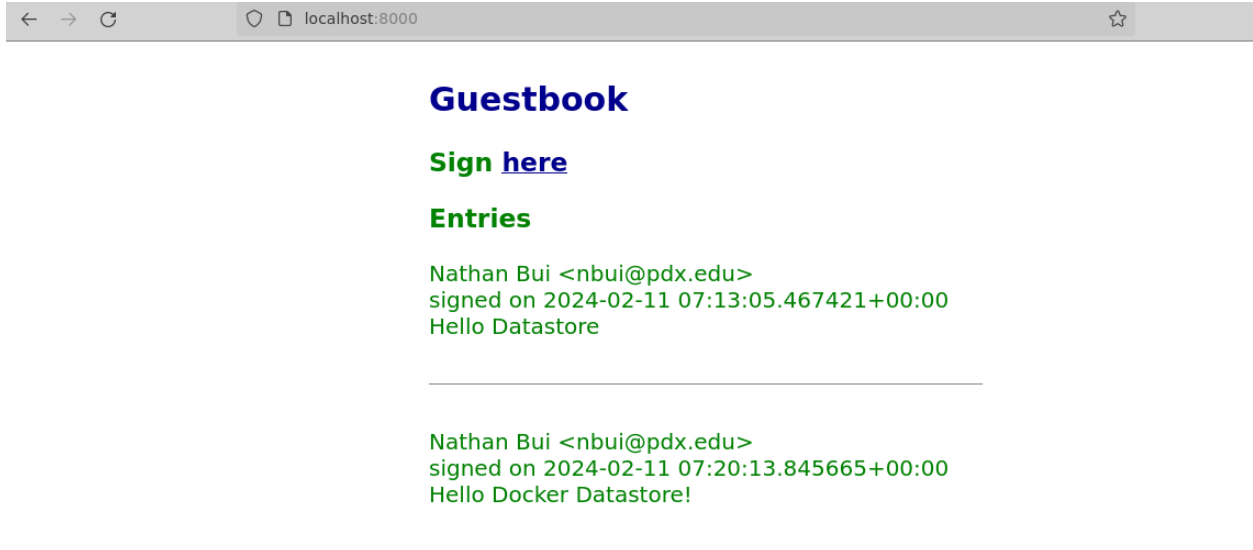 localhost:8000
Guestbook
Sign here
Entries
Nathan Bui <nbui@pdx.edu>
signed on 2024-02-11 07:13:05.467421+00:00
Hello Datastore
Nathan Bui <nbui@pdx.edu>
signed on 2024-02-11 07:20:13.845665+00:00
Hello Docker Datastore!